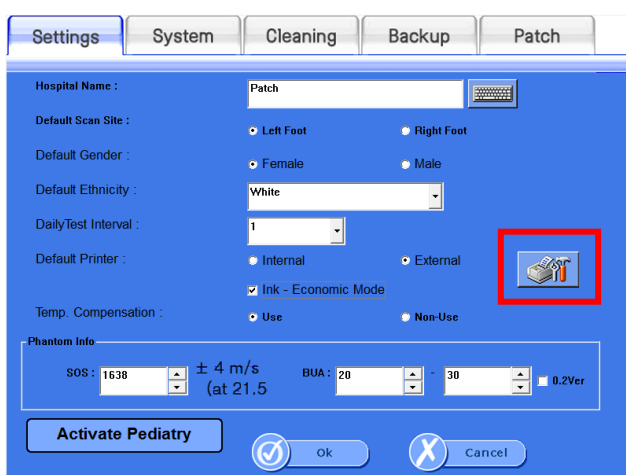 Settings System Cleaning Backup Patch
Hospital Name : Patch
Default Scan Site : Left Foot Right Foot
Default Gender : Female Male
Default Ethnicity : White
DailyTest Interval : 1
Default Printer : Internal External
Ink - Economic Mode
Temp. Compensation : Use Non-Use
Phantom Info
SOS : 1638 ± 4 m/s BUA : 20 - 30 0.2Ver
(at 21.5
Activate Pediatry Ok Cancel